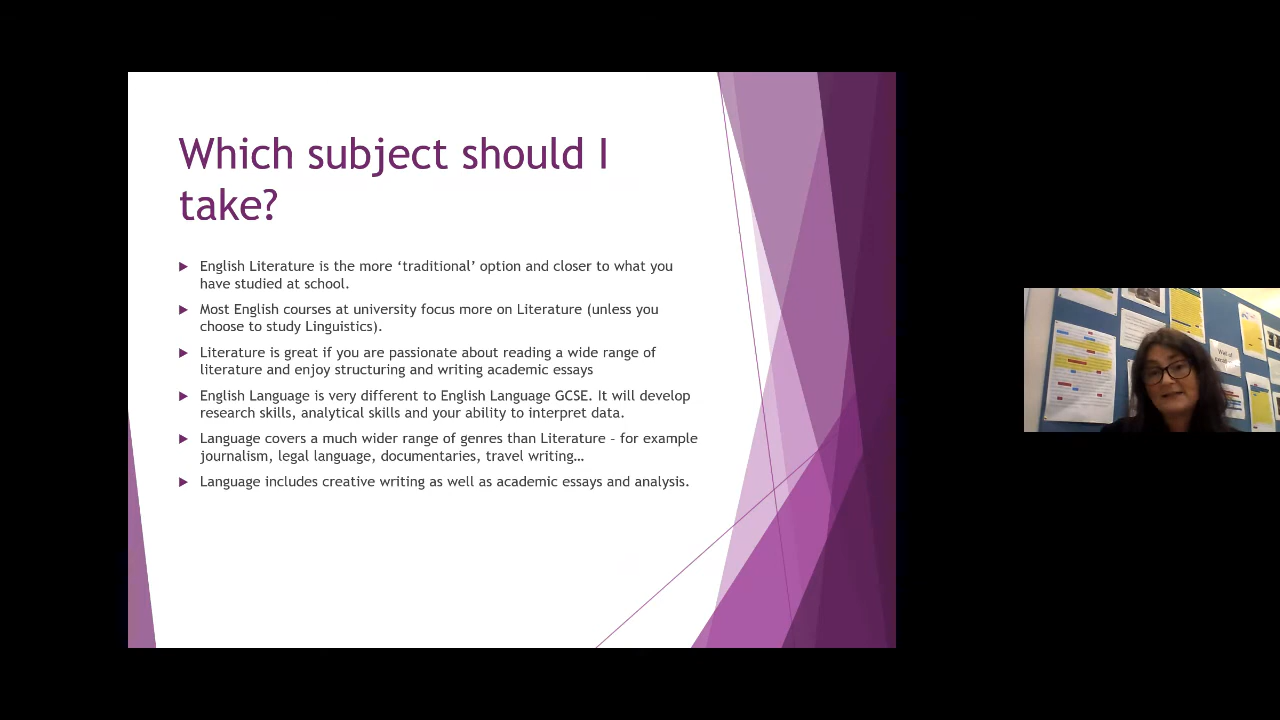 Which subject should I
take?
English Literature is the more ‘traditional’ option and closer to what you
have studied at school.
Most English courses at university focus more on Literature (unless you
choose to study Linguistics).
Literature is great if you are passionate about reading a wide range of
literature and enjoy structuring and writing academic essays
English Language is very different to English Language GCSE. It will develop
research skills, analytical skills and your ability to interpret data.
Language covers a much wider range of genres than Literature – for example
journalism, legal language, documentaries, travel writing…
Language includes creative writing as well as academic essays and analysis.
Wall of